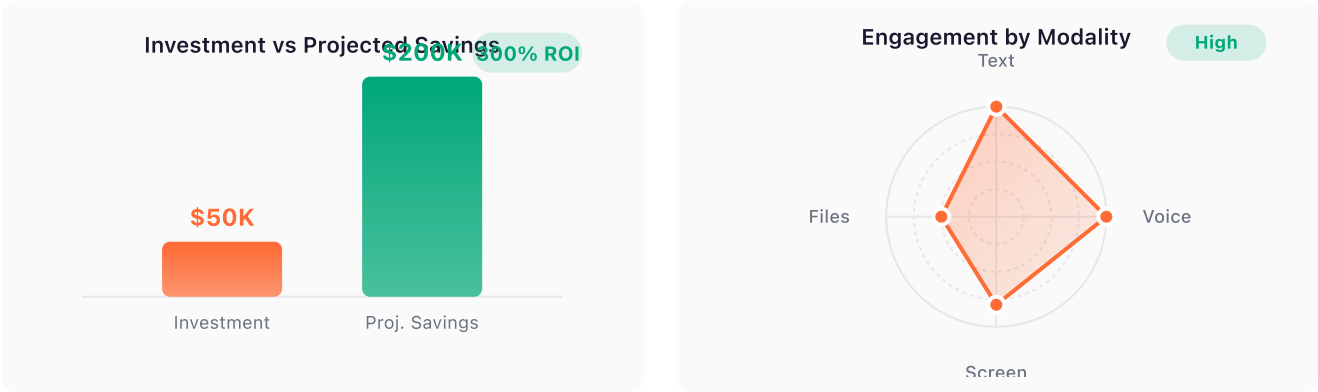 Investment vs Projected Savings
$200K
300% ROI
$50K
Investment
Proj. Savings
Engagement by Modality
High
Text
Files
Voice
Screen